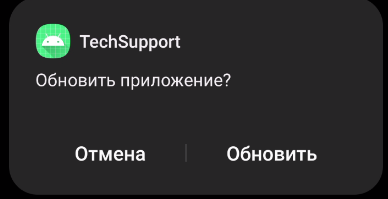 TechSupport
Обновить приложение?
Отмена
Обновить